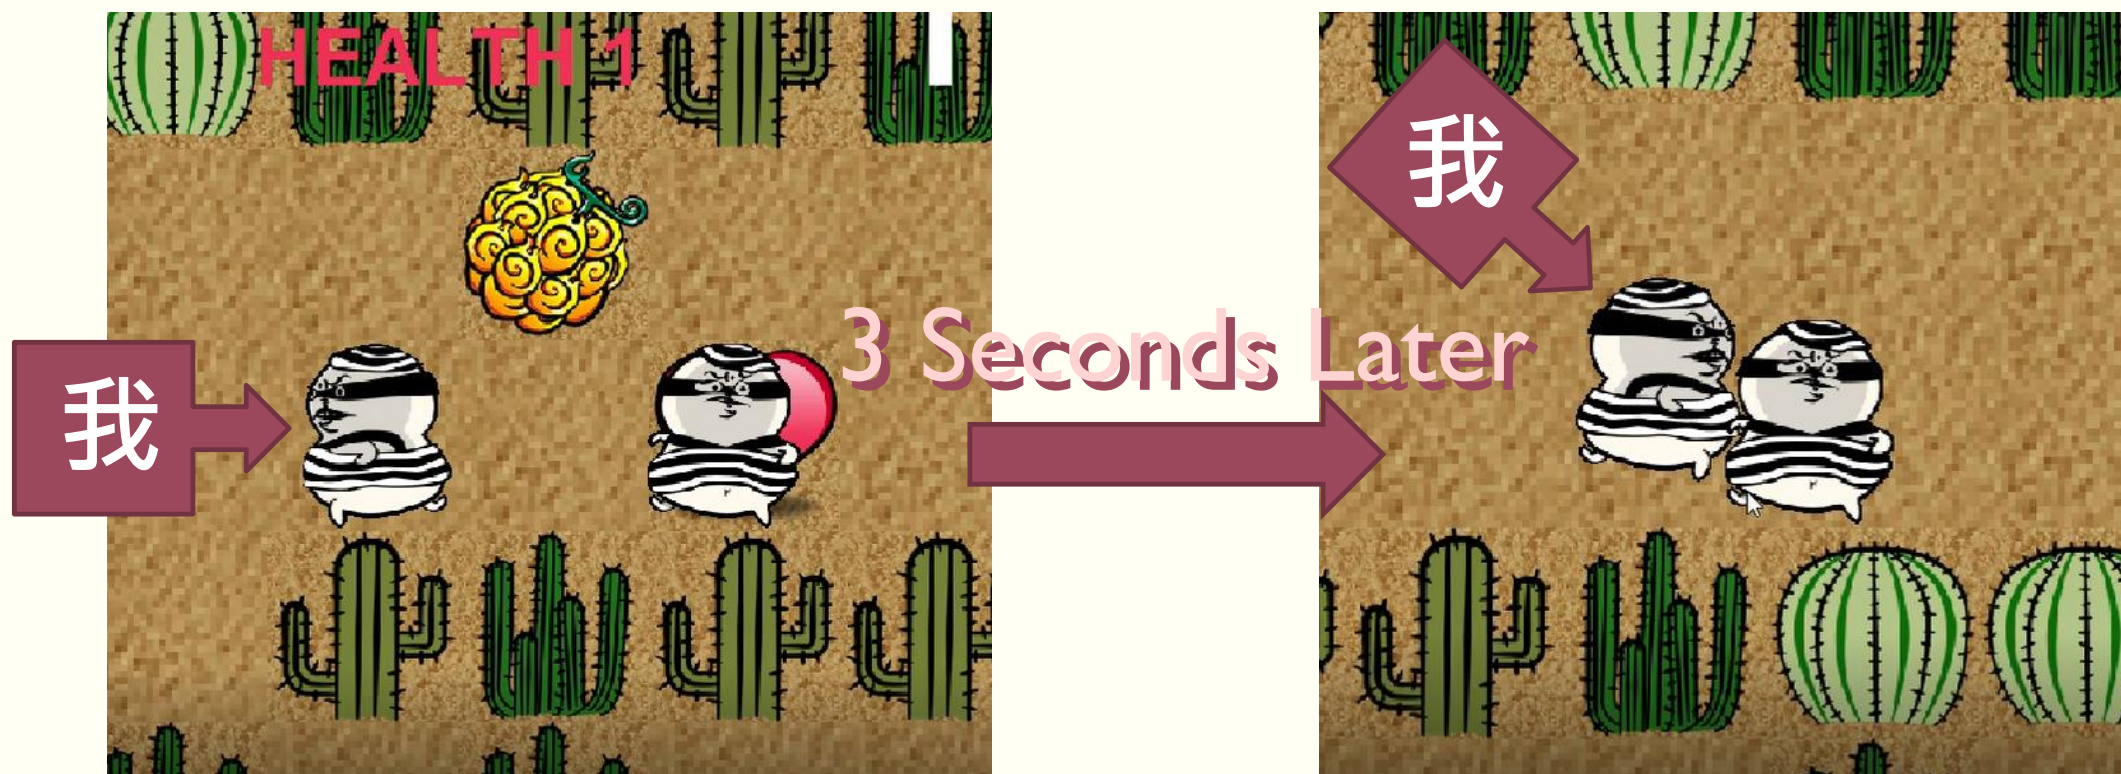 HEALTH 1
我
3 Seconds Later
我